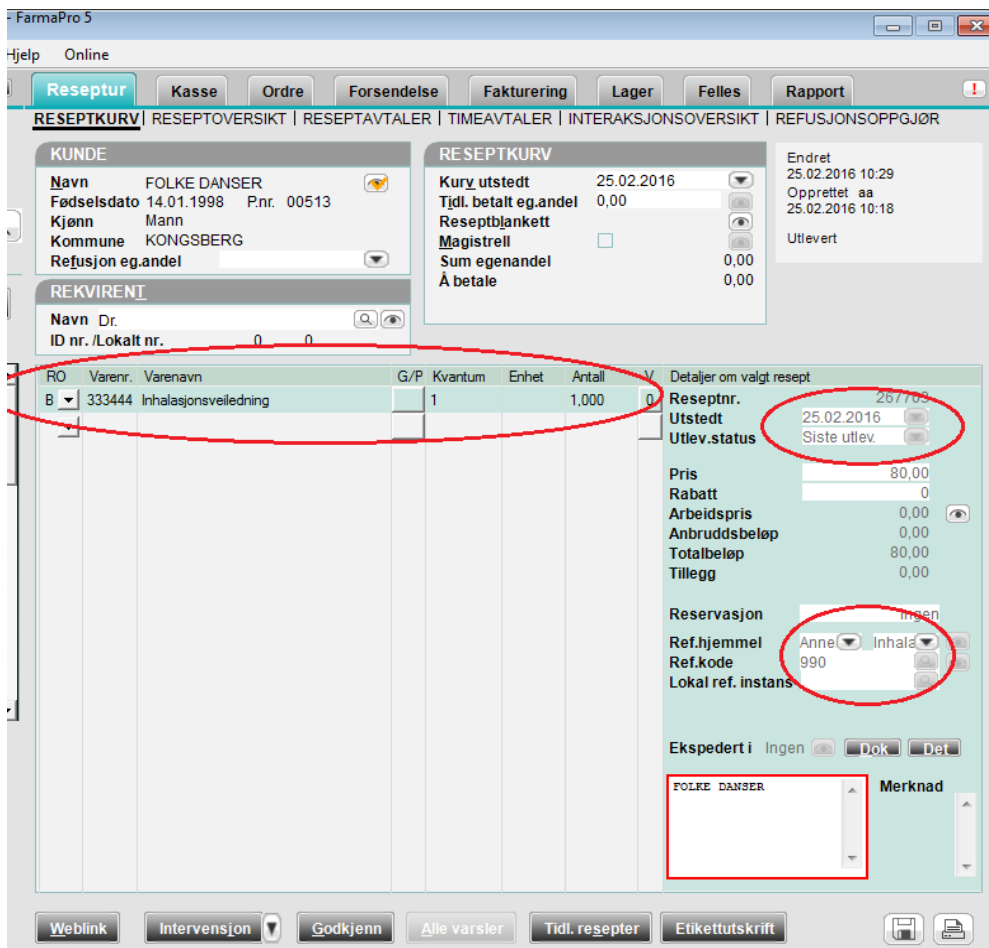 - FarmaPro 5
Hjelp Online
Reseptur Kasse Ordre Forsendelse Fakturering Lager Felles Rapport !
RESEPTKURV | RESEPTOVERSIKT | RESEPTAVTALER | TIMEAVTALER | INTERAKSJONSOVERSIKT | REFUSJONSOPPGJØR
KUNDE
Navn FOLKE DANSER
Fødselsdato 14.01.1998 P.nr. 00513
Kjønn Mann
Kommune KONGSBERG
Refusjon eg.andel
REKVIRENT
Navn Dr.
ID nr. /Lokalt nr. 0 0
RESEPTKURV
Kurv utstedt 25.02.2016
Tidl. betalt eg.andel 0,00
Reseptblankett
Magistrell
Sum egenandel 0,00
Å betale 0,00
Endret
25.02.2016 10:29
Opprettet aa
25.02.2016 10:18
Utlevert
RO Varenr. Varenavn G/P Kvantum Enhet Antall V
B 333444 Inhalasjonsveiledning 1 1,000 0
Detaljer om valgt resept
Reseptnr. 267703
Utstedt 25.02.2016
Utlev.status Siste utlev.
Pris 80,00
Rabatt 0
Arbeidspris 0,00
Anbruddsbeløp 0,00
Totalbeløp 80,00
Tillegg 0,00
Reservasjon Ingen
Ref.hjemmel Anne Inhala
Ref.kode 990
Lokal ref. instans
Ekspedert i Ingen Dok Det
FOLKE DANSER
Merknad
Weblink Intervensjon Godkjenn Alle varsler Tidl. resepter Etikettutskrift